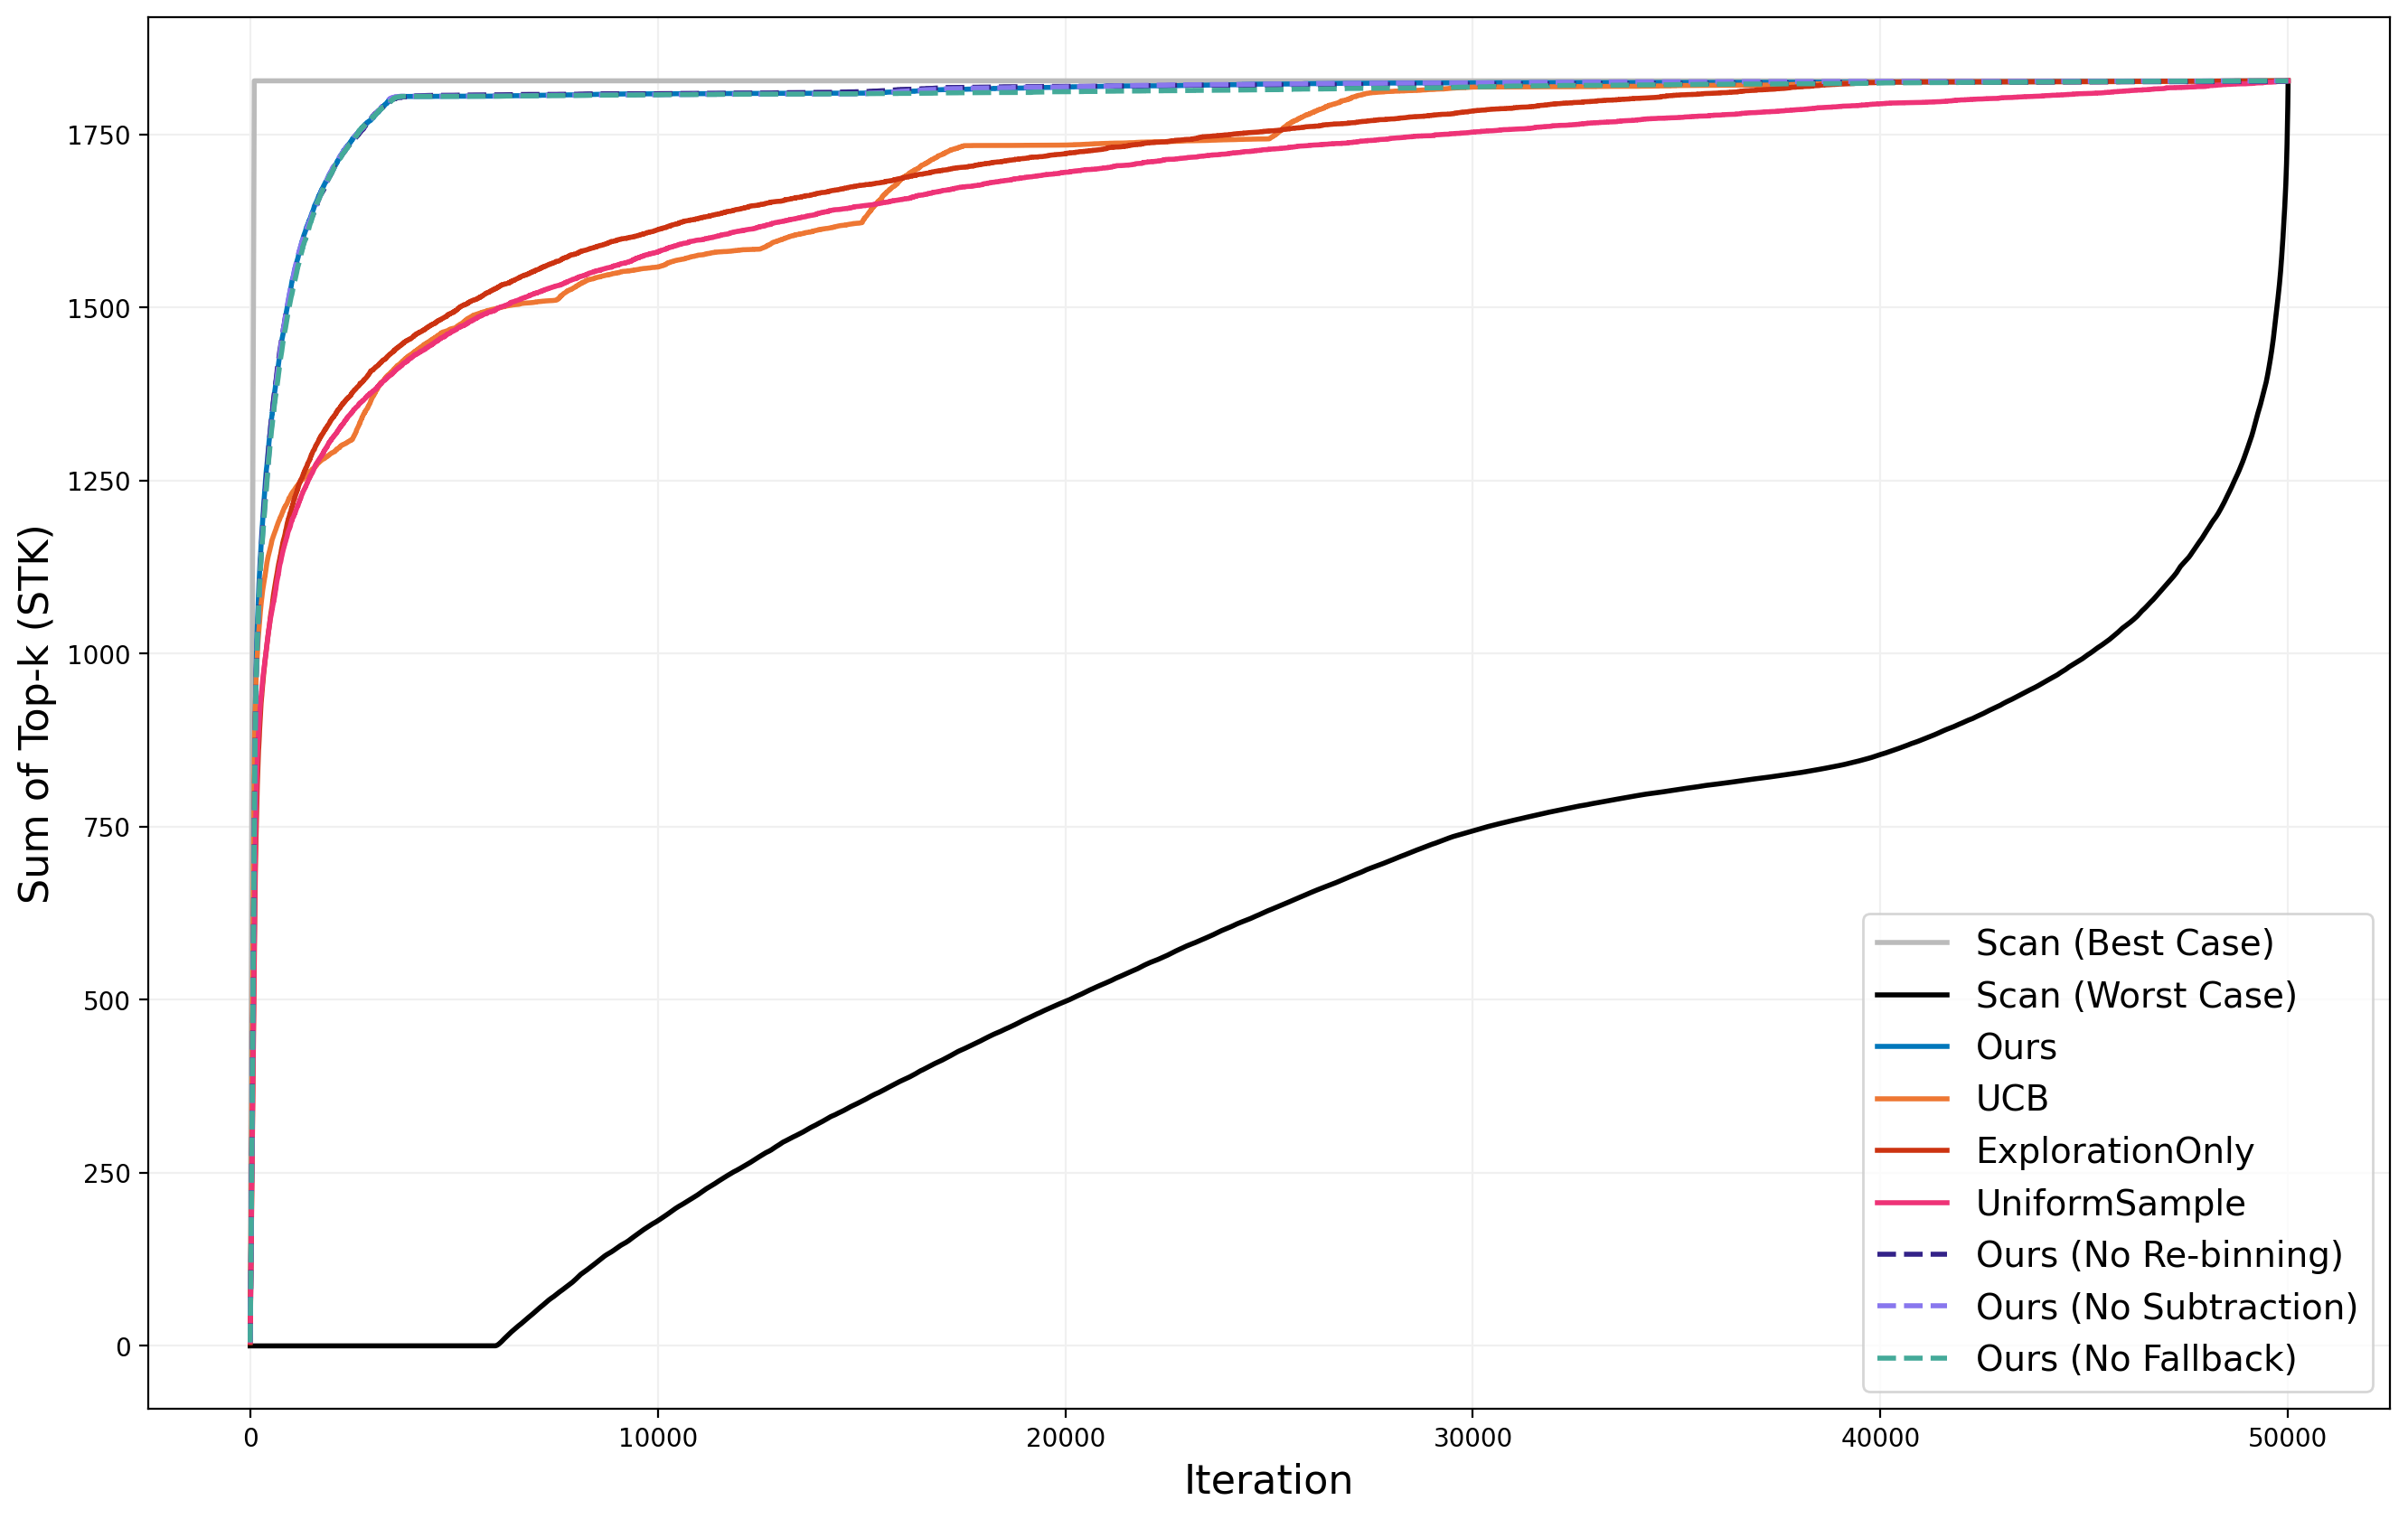 Sum of Top-k (STK)
1750
1500
1250
1000
750
500
250
0
0 10000 20000 30000 40000 50000
Iteration
Scan (Best Case)
Scan (Worst Case)
Ours
UCB
ExplorationOnly
UniformSample
Ours (No Re-binning)
Ours (No Subtraction)
Ours (No Fallback)